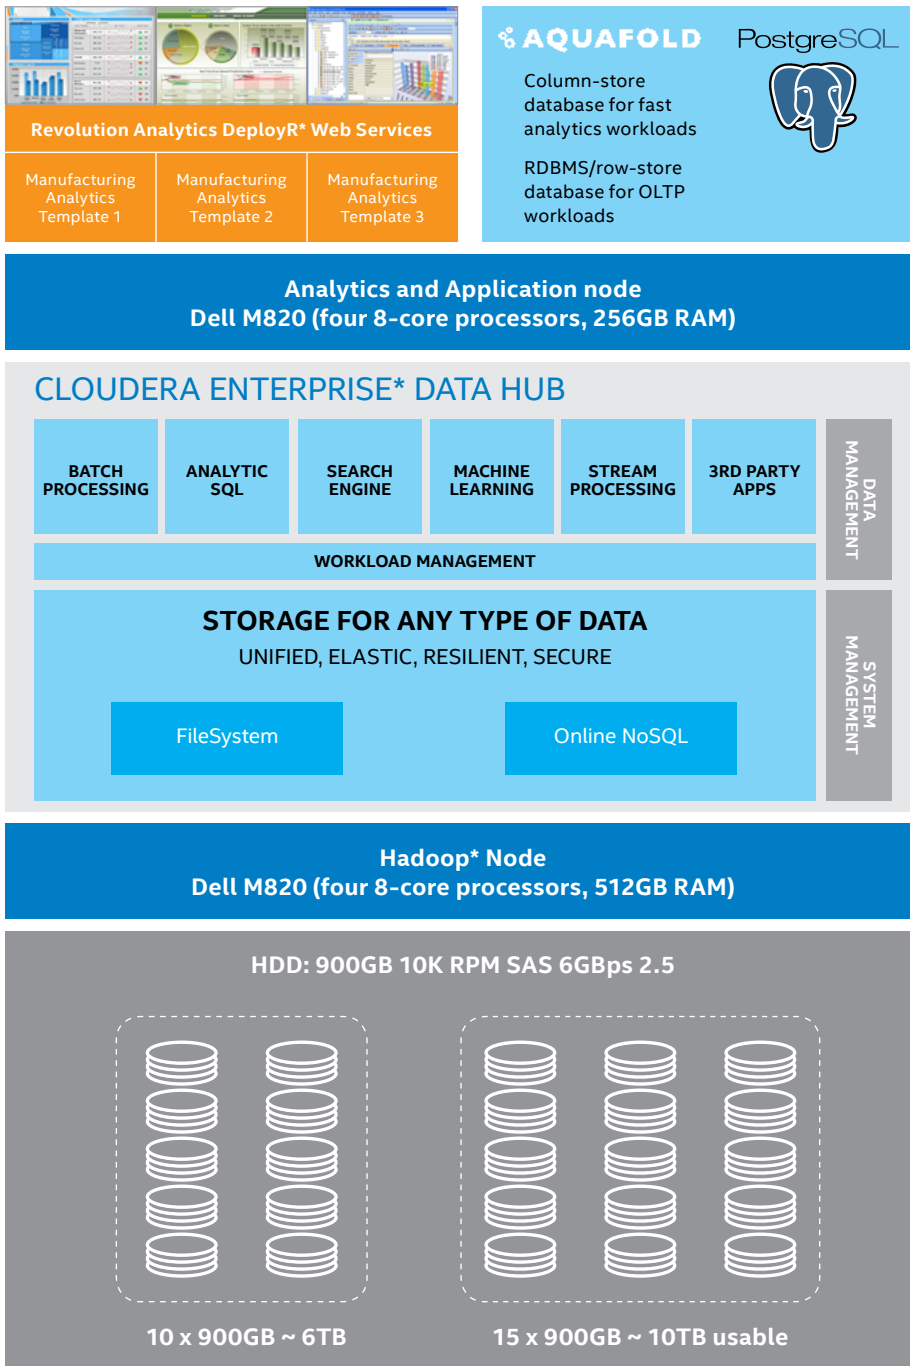 Revolution Analytics DeployR* Web Services
Manufacturing
Analytics
Template 1
Manufacturing
Analytics
Template 2
Manufacturing
Analytics
Template 3
AQUAFOLD
PostgreSQL
Column-store
database for fast
analytics workloads
RDBMS/row-store
database for OLTP
workloads
Analytics and Application node
Dell M820 (four 8-core processors, 256GB RAM)
CLOUDERA ENTERPRISE* DATA HUB
BATCH
PROCESSING
ANALYTIC
SQL
SEARCH
ENGINE
MACHINE
LEARNING
STREAM
PROCESSING
3RD PARTY
APPS
DATA
MANAGEMENT
WORKLOAD MANAGEMENT
STORAGE FOR ANY TYPE OF DATA
UNIFIED, ELASTIC, RESILIENT, SECURE
FileSystem
Online NoSQL
SYSTEM
MANAGEMENT
Hadoop* Node
Dell M820 (four 8-core processors, 512GB RAM)
HDD: 900GB 10K RPM SAS 6GBps 2.5
10 x 900GB ~ 6TB
15 x 900GB ~ 10TB usable